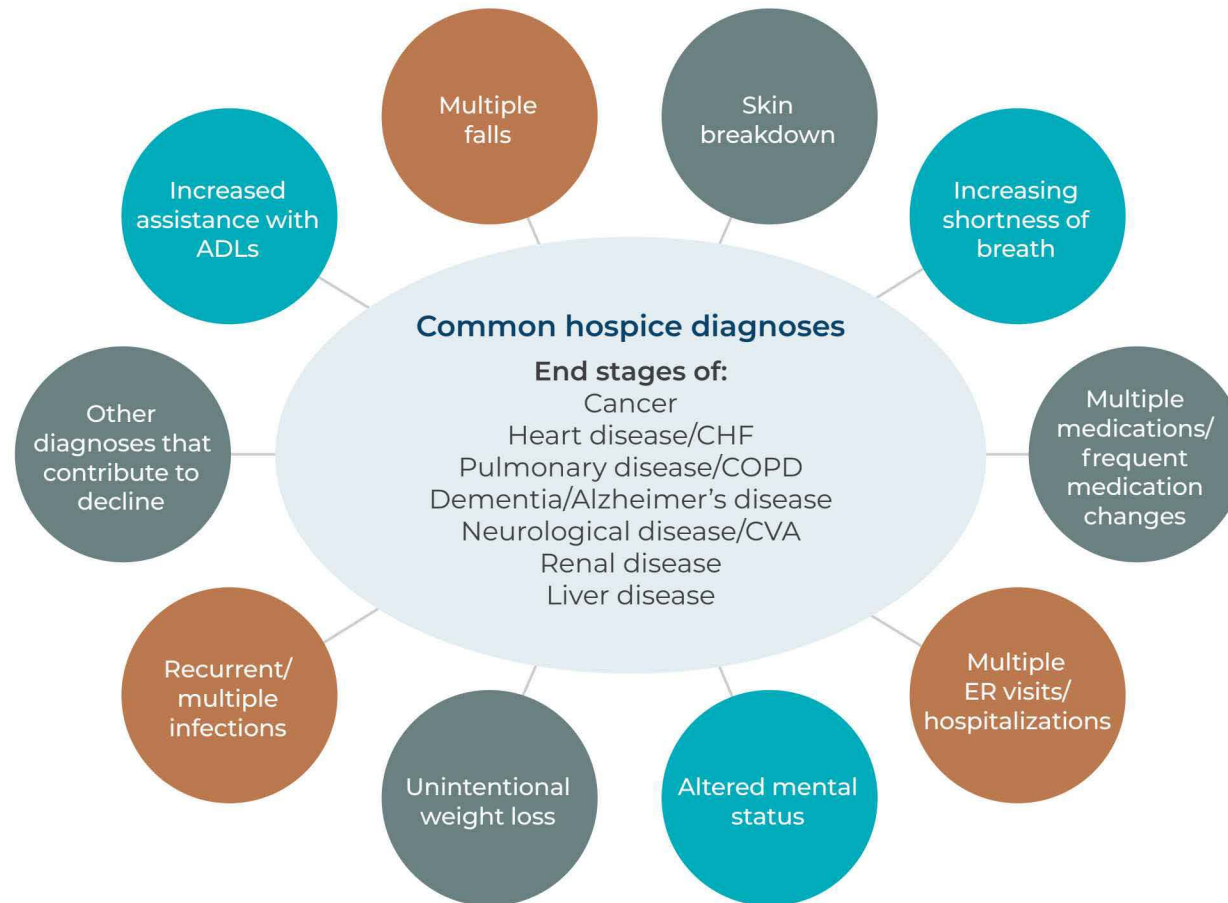 Multiple
falls
Skin
breakdown
Increased
assistance with
ADLs
Increasing
shortness of
breath
Common hospice diagnoses
End stages of:
Cancer
Heart disease/CHF
Pulmonary disease/COPD
Dementia/Alzheimer’s disease
Neurological disease/CVA
Renal disease
Liver disease
Other
diagnoses that
contribute to
decline
Multiple
medications/
frequent
medication
changes
Recurrent/
multiple
infections
Multiple
ER visits/
hospitalizations
Unintentional
weight loss
Altered mental
status